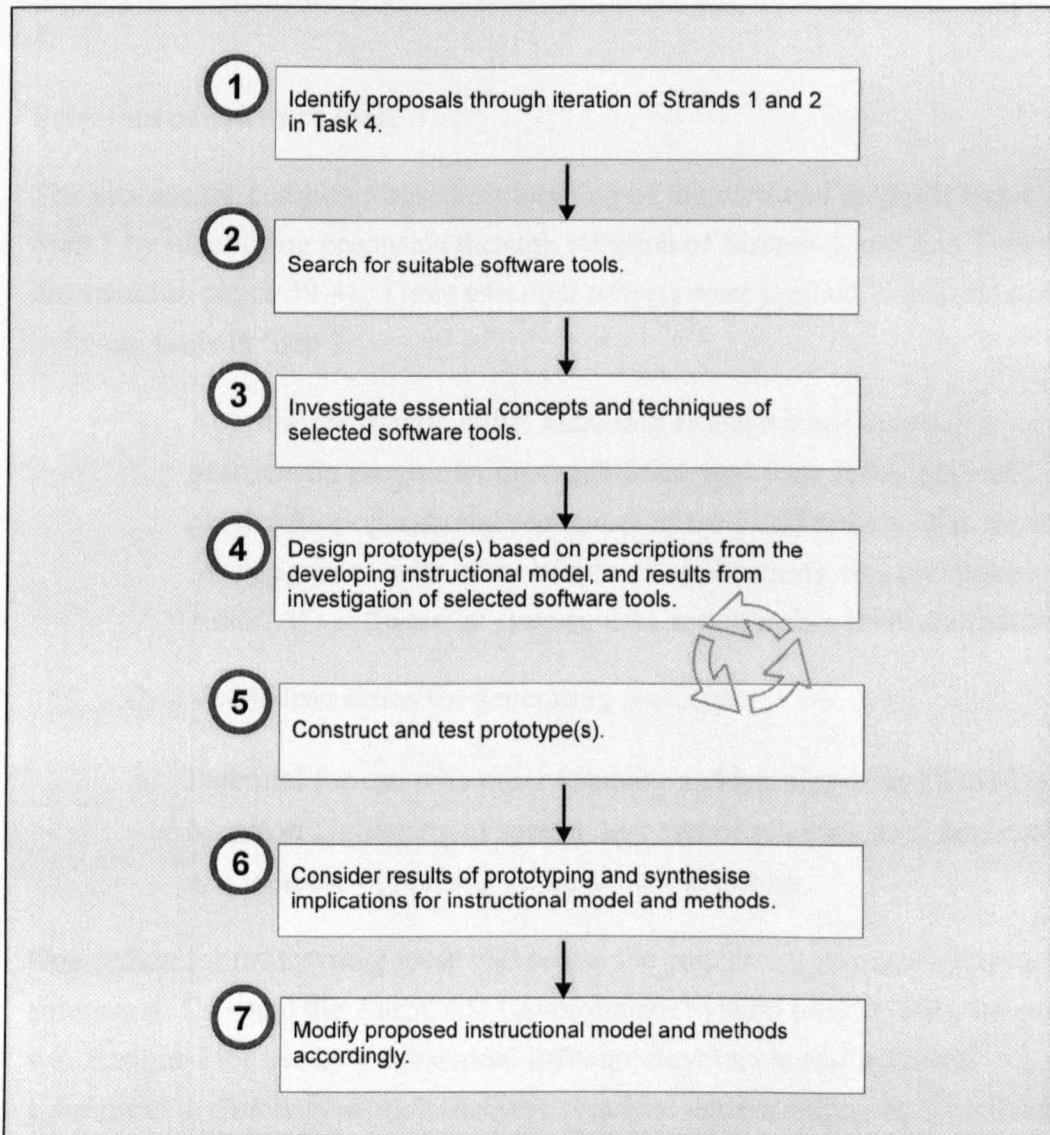 1
Identify proposals through iteration of Strands 1 and 2
in Task 4.
2
Search for suitable software tools.
3
Investigate essential concepts and techniques of
selected software tools.
4
Design prototype(s) based on prescriptions from the
developing instructional model, and results from
investigation of selected software tools.
5
Construct and test prototype(s).
6
Consider results of prototyping and synthesise
implications for instructional model and methods.
7
Modify proposed instructional model and methods
accordingly.